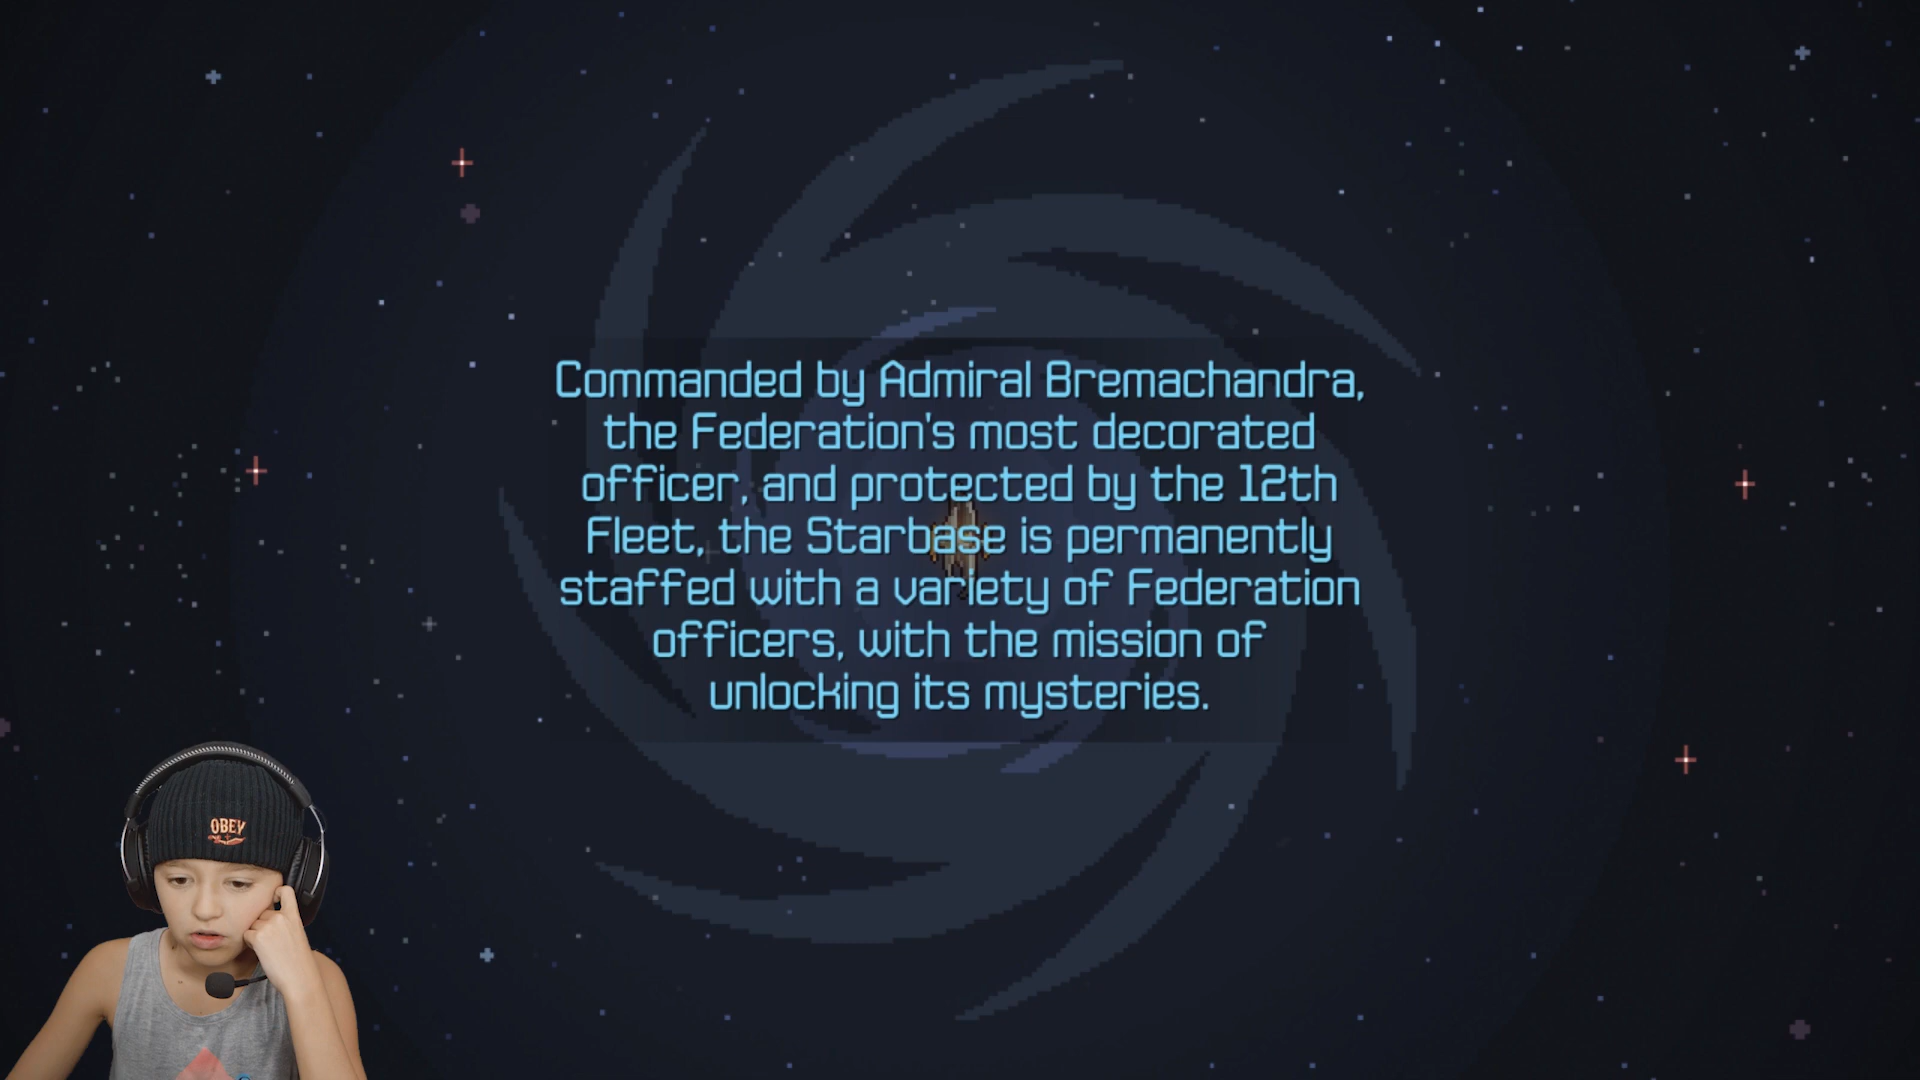 Commanded by Admiral Bremachandra,
the Federation's most decorated
officer, and protected by the 12th
Fleet, the Starbase is permanently
staffed with a variety of Federation
officers, with the mission of
unlocking its mysteries.
OBEY